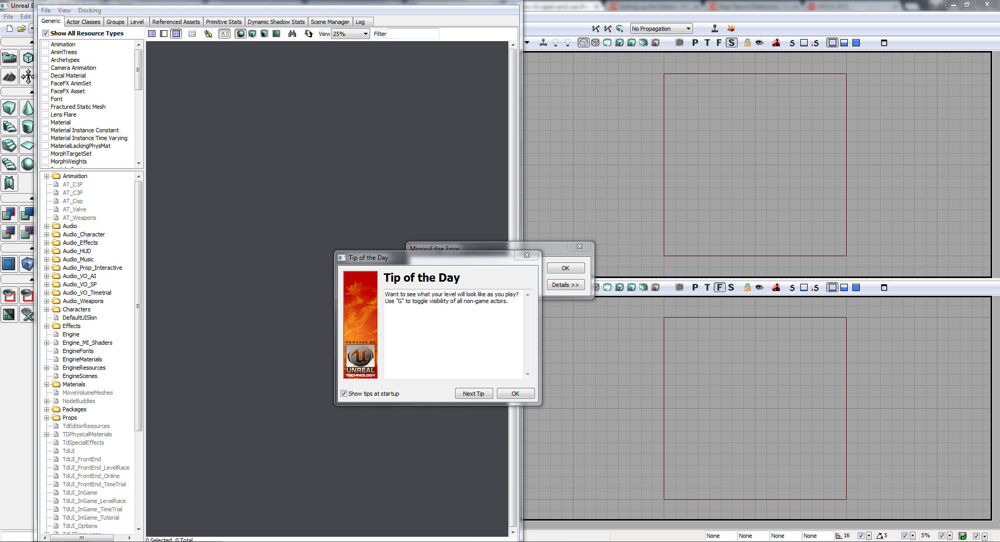 Unreal E
File Edit
File View Docking
Generic Actor Classes Groups Level Referenced Assets Primitive Stats Dynamic Shadow Stats Scene Manager Log
Show All Resource Types
RT
View 25% Filter
No Propagation
P T F S
S S
Animation
AnimTrees
Archetypes
Camera Animation
Decal Material
FaceFX AnimSet
FaceFX Asset
Font
Fractured Static Mesh
Lens Flare
Material
Material Instance Constant
Material Instance Time Varying
MaterialLackingPhysMat
MorphTargetSet
MorphWeights
Animation
AT_C1P
AT_C3P
AT_Cop
AT_Valve
AT_Weapons
Audio
Audio_Character
Audio_Effects
Audio_HUD
Audio_Music
Audio_Prop_Interactive
Audio_VO_AI
Audio_VO_SP
Audio_VO_Timetrial
Audio_Weapons
Characters
DefaultUISkin
Effects
Engine
Engine_MI_Shaders
EngineFonts
EngineMaterials
EngineResources
EngineScenes
Materials
MoveVolumeMeshes
NodeBuddies
Packages
Props
TdEditorResources
TDPhysicalMaterials
TdSpecialEffects
TdUI
TdUI_FrontEnd
TdUI_FrontEnd_LevelRace
TdUI_FrontEnd_Online
TdUI_FrontEnd_TimeTrial
TdUI_InGame
TdUI_InGame_LevelRace
TdUI_InGame_TimeTrial
TdUI_InGame_Tutorial
TdUI_Options
TdUIResources
MirrorsEdge Error
OK
Details >>
Tip of the Day
Tip of the Day
Want to see what your level will look like as you play?
Use "G" to toggle visibility of all non-game actors.
POWERED BY
UNREAL
TECHNOLOGY
Show tips at startup
Next Tip OK
P T F S
S S
0 Selected, 0 Total
None None None None 16 5 5%